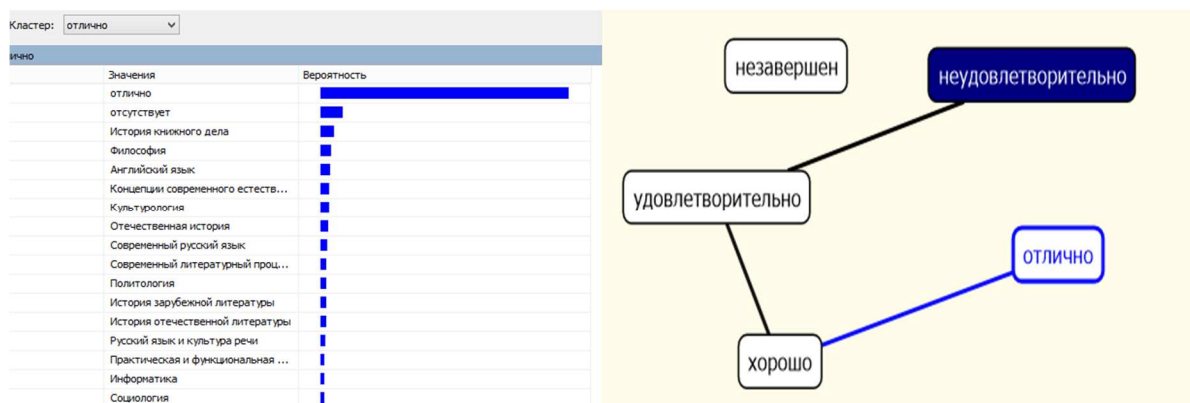 Кластер: отлично
ично
Значения Вероятность
отлично
отсутствует
История книжного дела
Философия
Английский язык
Концепции современного естеств...
Культурология
Отечественная история
Современный русский язык
Современный литературный проц...
Политология
История зарубежной литературы
История отечественной литературы
Русский язык и культура речи
Практическая и функциональная ...
Информатика
Социология
незавершен
неудовлетворительно
удовлетворительно
отлично
хорошо